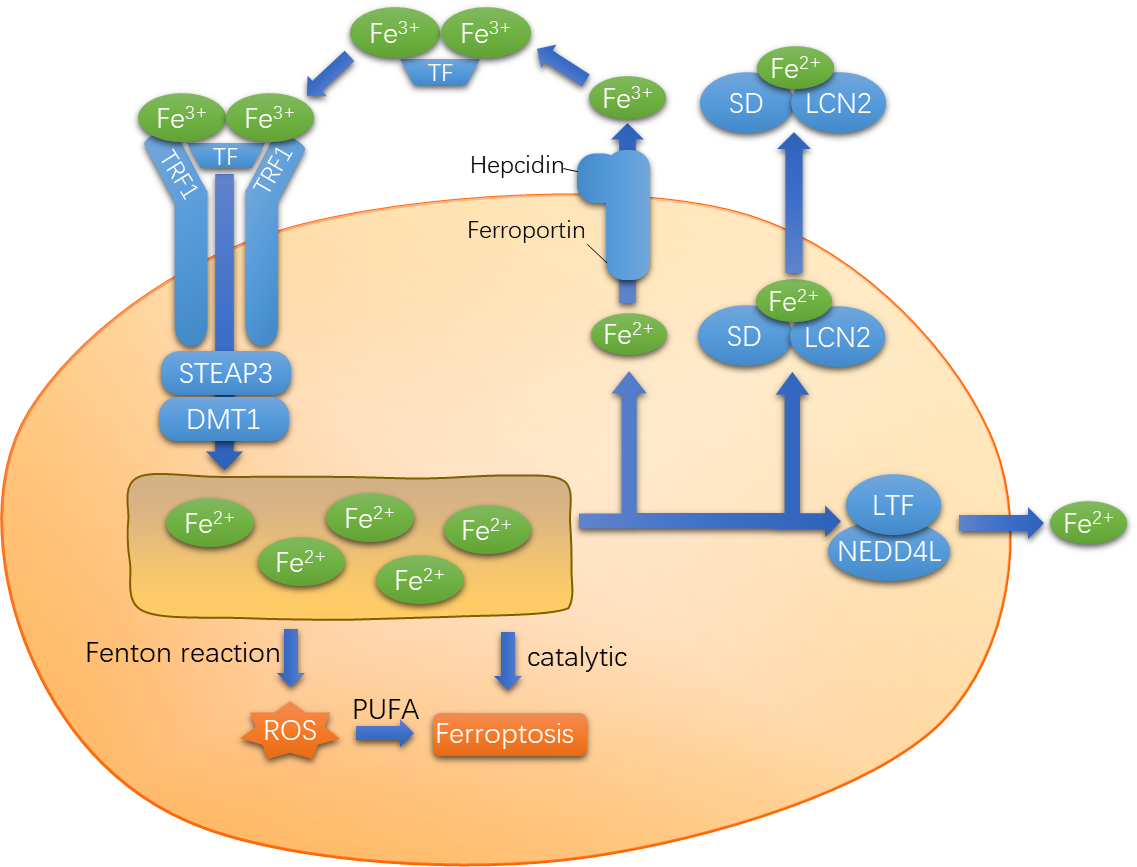 Fe3+
Fe3+
TF
Fe3+
Fe3+
TF
TRF1
TRF1
Fe3+
Hepcidin
Ferroportin
Fe2+
SD
LCN2
Fe2+
Fe2+
SD
LCN2
STEAP3
DMT1
Fe2+
Fe2+
Fe2+
Fe2+
Fe2+
LTF
NEDD4L
Fe2+
Fenton reaction
catalytic
ROS
PUFA
Ferroptosis